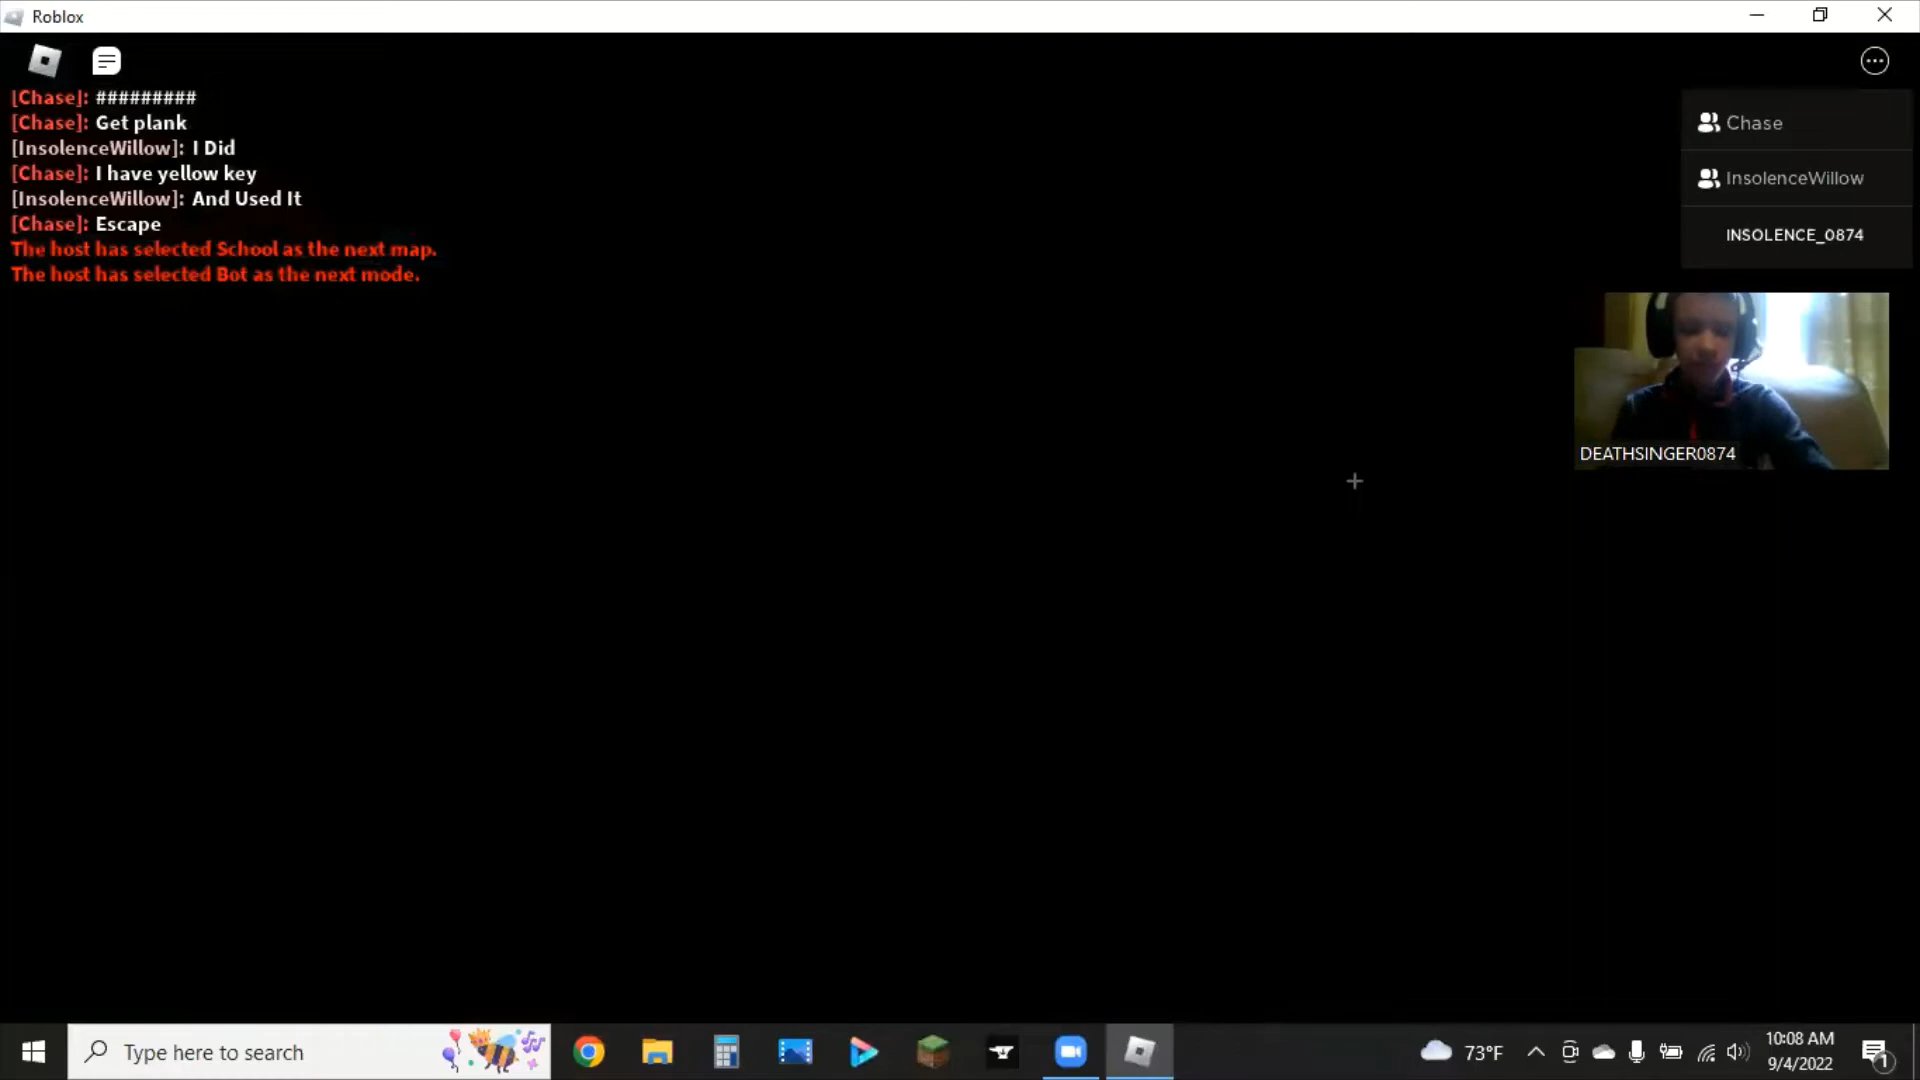 Roblox
[Chase]: #########
[Chase]: Get plank
[InsolenceWillow]: I Did
[Chase]: I have yellow key
[InsolenceWillow]: And Used It
[Chase]: Escape
The host has selected School as the next map.
The host has selected Bot as the next mode.
Chase
InsolenceWillow
INSOLENCE_0874
DEATHSINGER0874
Type here to search
73°F
10:08 AM
9/4/2022
1